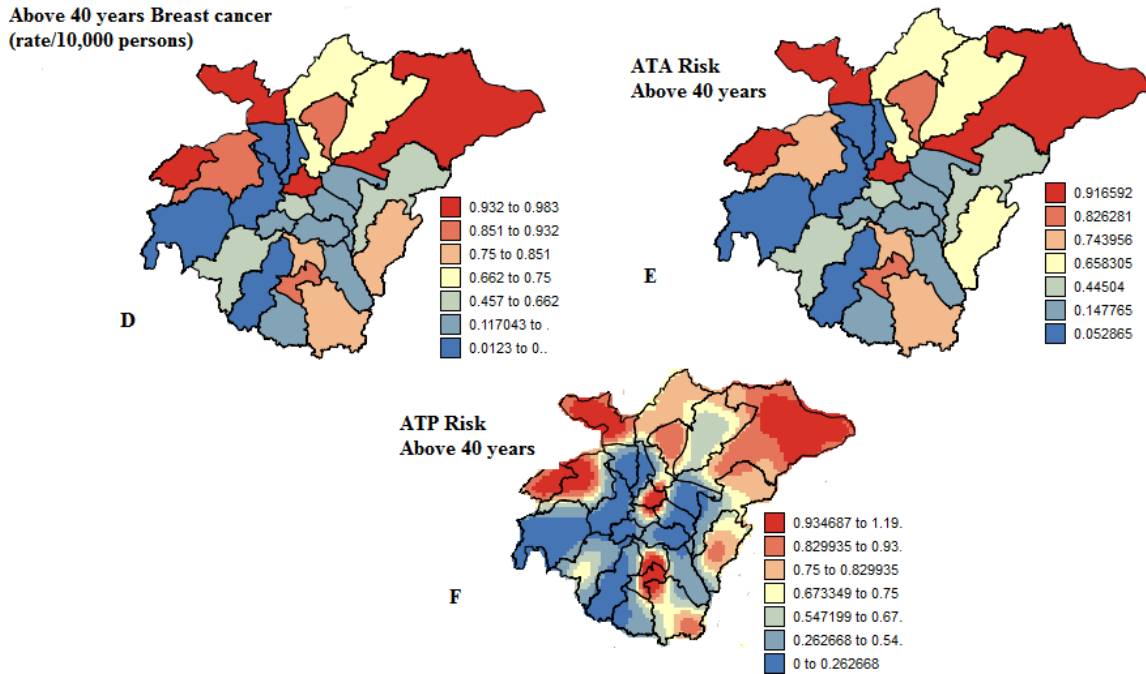 Above 40 years Breast cancer
(rate/10,000 persons)
0.932 to 0.983
0.851 to 0.932
0.75 to 0.851
0.662 to 0.75
0.457 to 0.662
0.117043 to .
0.0123 to 0..
D
ATA Risk
Above 40 years
0.916592
0.826281
0.743956
0.658305
0.44504
0.147765
0.052865
E
ATP Risk
Above 40 years
0.934687 to 1.19.
0.829935 to 0.93.
0.75 to 0.829935
0.673349 to 0.75
0.547199 to 0.67.
0.262668 to 0.54.
0 to 0.262668
F